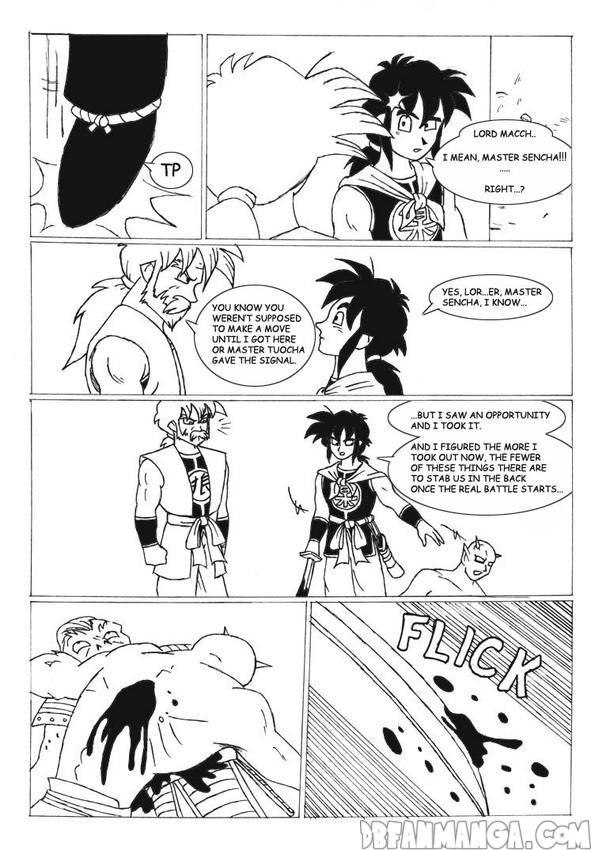 TP
LORD MACCH..
I MEAN, MASTER SENCHA!!!
.....
RIGHT...?
YOU KNOW YOU
WEREN'T SUPPOSED
TO MAKE A MOVE
UNTIL I GOT HERE
OR MASTER TUOCHA
GAVE THE SIGNAL.
YES, LOR...ER, MASTER
SENCHA, I KNOW...
...BUT I SAW AN OPPORTUNITY
AND I TOOK IT.
AND I FIGURED THE MORE I
TOOK OUT NOW, THE FEWER
OF THESE THINGS THERE ARE
TO STAB US IN THE BACK
ONCE THE REAL BATTLE STARTS...
FLICK
DBFANMANGA.COM